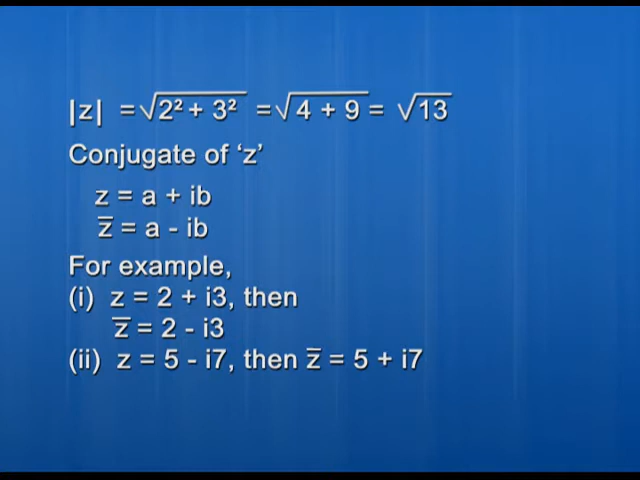 |z| = √2² + 3² = √4 + 9 = √13
Conjugate of ‘z’
z = a + ib
z̅ = a - ib
For example,
(i) z = 2 + i3, then
z̅ = 2 - i3
(ii) z = 5 - i7, then z̅ = 5 + i7